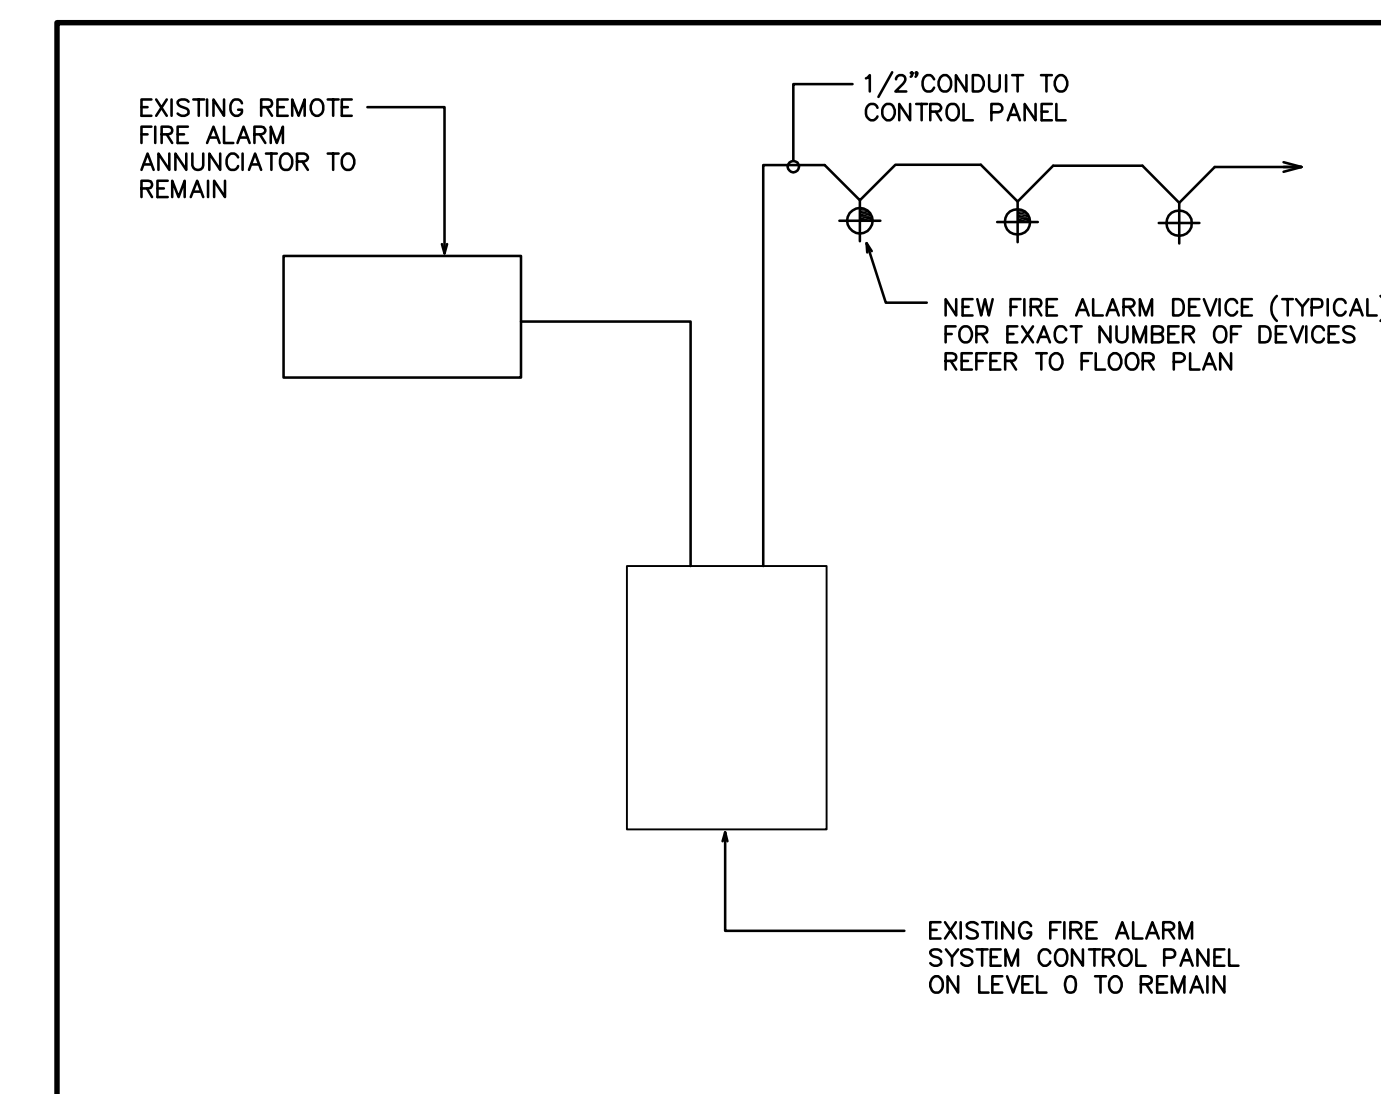 EXISTING REMOTE
FIRE ALARM
ANNUNCIATOR TO
REMAIN
1/2"CONDUIT TO
CONTROL PANEL
NEW FIRE ALARM DEVICE (TYPICAL)
FOR EXACT NUMBER OF DEVICES
REFER TO FLOOR PLAN
EXISTING FIRE ALARM
SYSTEM CONTROL PANEL
ON LEVEL 0 TO REMAIN